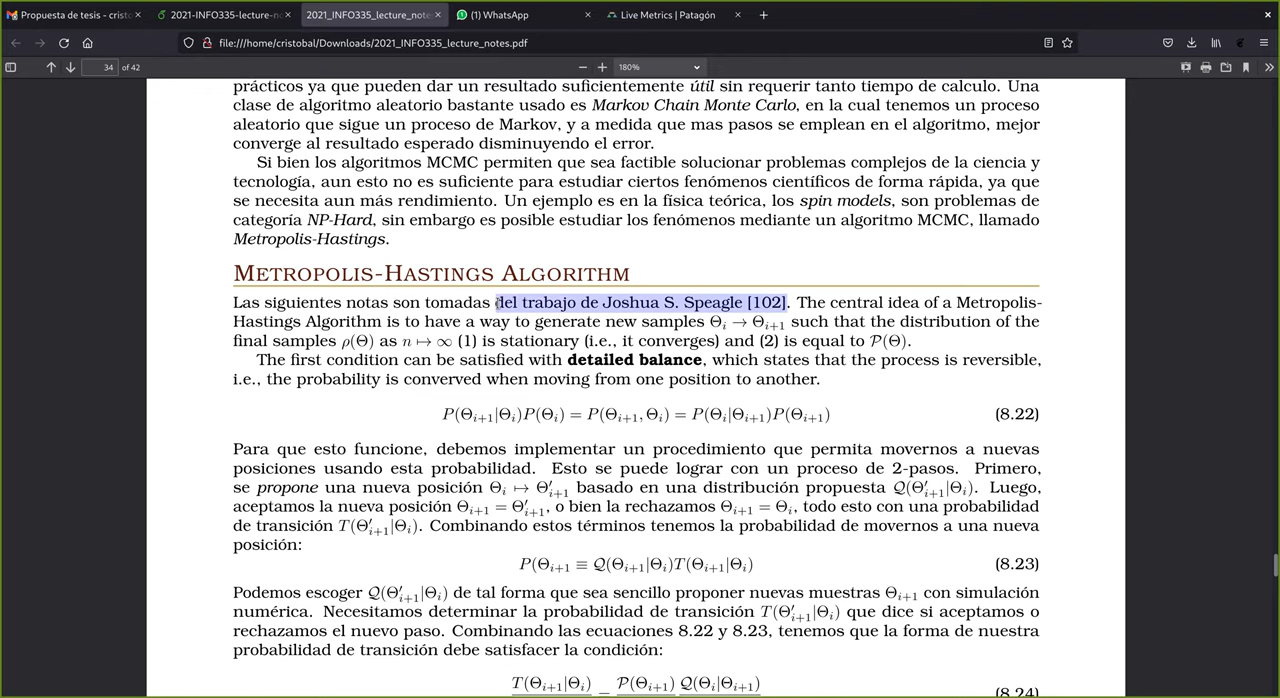 Propuesta de tesis - crist
2021-INFO335-lecture-n
2021_INFO335_lecture_note
(1) WhatsApp
Live Metrics | Patagón
file:///home/cristobal/Downloads/2021_INFO335_lecture_notes.pdf
34 of 42
180%
prácticos ya que pueden dar un resultado suficientemente útil sin requerir tanto tiempo de calculo. Una
clase de algoritmo aleatorio bastante usado es Markov Chain Monte Carlo, en la cual tenemos un proceso
aleatorio que sigue un proceso de Markov, y a medida que mas pasos se emplean en el algoritmo, mejor
converge al resultado esperado disminuyendo el error.
Si bien los algoritmos MCMC permiten que sea factible solucionar problemas complejos de la ciencia y
tecnología, aun esto no es suficiente para estudiar ciertos fenómenos científicos de forma rápida, ya que
se necesita aun más rendimiento. Un ejemplo es en la física teórica, los spin models, son problemas de
categoría NP-Hard, sin embargo es posible estudiar los fenómenos mediante un algoritmo MCMC, llamado
Metropolis-Hastings.
METROPOLIS-HASTINGS ALGORITHM
Las siguientes notas son tomadas del trabajo de Joshua S. Speagle [102]. The central idea of a Metropolis-
Hastings Algorithm is to have a way to generate new samples Θᵢ → Θᵢ₊₁ such that the distribution of the
final samples ρ(Θ) as n ↦ ∞ (1) is stationary (i.e., it converges) and (2) is equal to 𝒫(Θ).
The first condition can be satisfied with detailed balance, which states that the process is reversible,
i.e., the probability is converved when moving from one position to another.
P(Θᵢ₊₁|Θᵢ)P(Θᵢ) = P(Θᵢ₊₁, Θᵢ) = P(Θᵢ|Θᵢ₊₁)P(Θᵢ₊₁) (8.22)
Para que esto funcione, debemos implementar un procedimiento que permita movernos a nuevas
posiciones usando esta probabilidad. Esto se puede lograr con un proceso de 2-pasos. Primero,
se propone una nueva posición Θᵢ ↦ Θ′ᵢ₊₁ basado en una distribución propuesta 𝒬(Θ′ᵢ₊₁|Θᵢ). Luego,
aceptamos la nueva posición Θᵢ₊₁ = Θ′ᵢ₊₁, o bien la rechazamos Θᵢ₊₁ = Θᵢ, todo esto con una probabilidad
de transición T(Θ′ᵢ₊₁|Θᵢ). Combinando estos términos tenemos la probabilidad de movernos a una nueva
posición:
P(Θᵢ₊₁ ≡ 𝒬(Θᵢ₊₁|Θᵢ)T(Θᵢ₊₁|Θᵢ) (8.23)
Podemos escoger 𝒬(Θ′ᵢ₊₁|Θᵢ) de tal forma que sea sencillo proponer nuevas muestras Θᵢ₊₁ con simulación
numérica. Necesitamos determinar la probabilidad de transición T(Θ′ᵢ₊₁|Θᵢ) que dice si aceptamos o
rechazamos el nuevo paso. Combinando las ecuaciones 8.22 y 8.23, tenemos que la forma de nuestra
probabilidad de transición debe satisfacer la condición:
T(Θᵢ₊₁|Θᵢ) = 𝒫(Θᵢ₊₁) 𝒬(Θᵢ|Θᵢ₊₁) (8.24)